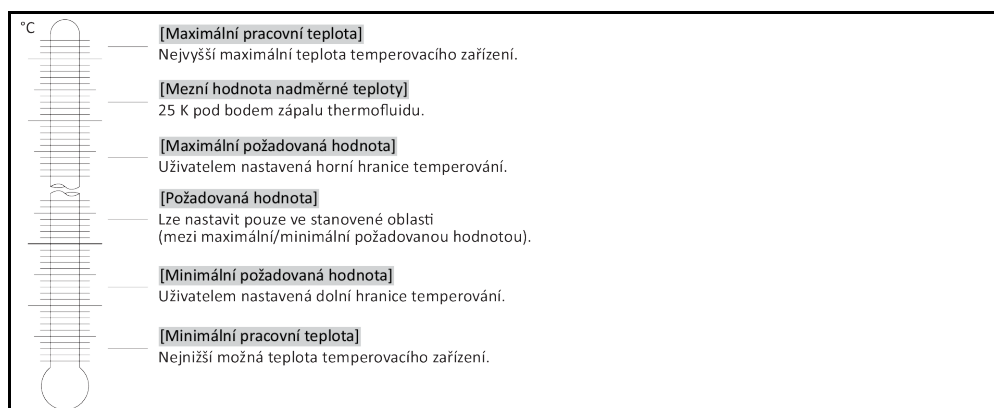 °C
[Maximální pracovní teplota]
Nejvyšší maximální teplota temperovacího zařízení.
[Mezní hodnota nadměrné teploty]
25 K pod bodem zápalu thermofluidu.
[Maximální požadovaná hodnota]
Uživatelem nastavená horní hranice temperování.
[Požadovaná hodnota]
Lze nastavit pouze ve stanovené oblasti
(mezi maximální/minimální požadovanou hodnotou).
[Minimální požadovaná hodnota]
Uživatelem nastavená dolní hranice temperování.
[Minimální pracovní teplota]
Nejnižší možná teplota temperovacího zařízení.